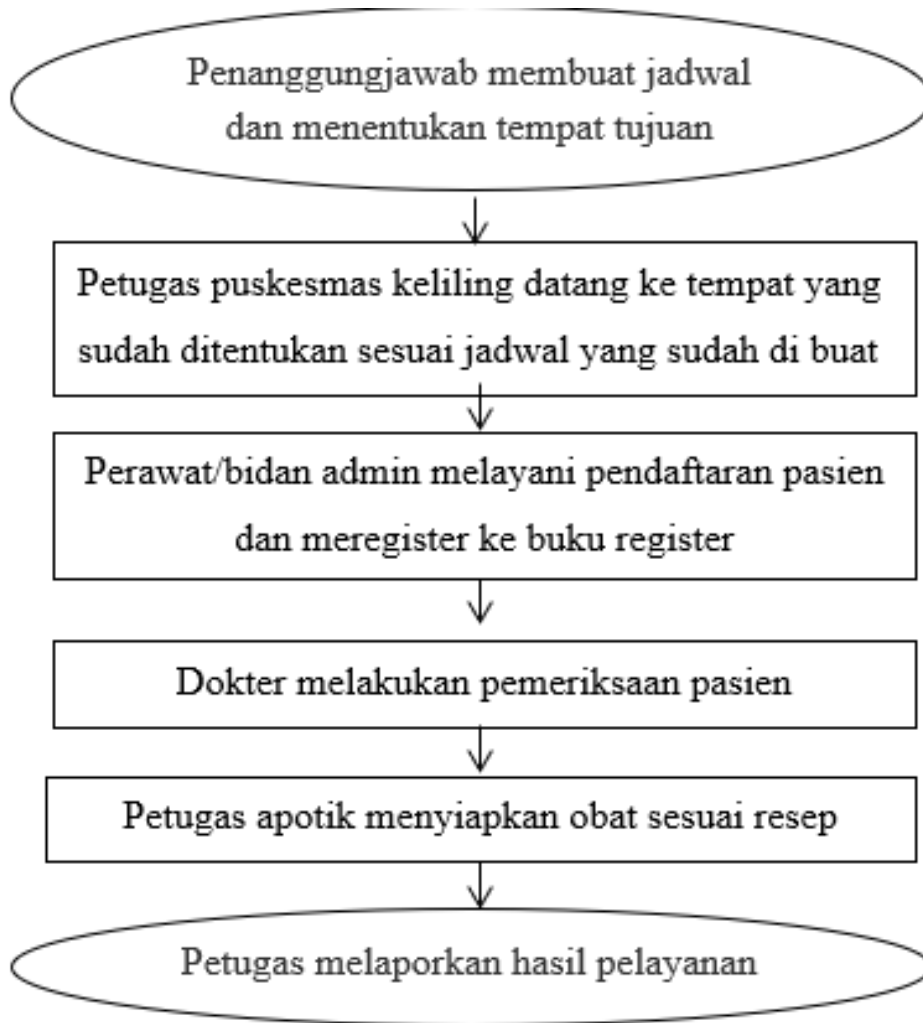 Penanggungjawab membuat jadwal
dan menentukan tempat tujuan
Petugas puskesmas keliling datang ke tempat yang
sudah ditentukan sesuai jadwal yang sudah di buat
Perawat/bidan admin melayani pendaftaran pasien
dan meregister ke buku register
Dokter melakukan pemeriksaan pasien
Petugas apotik menyiapkan obat sesuai resep
Petugas melaporkan hasil pelayanan